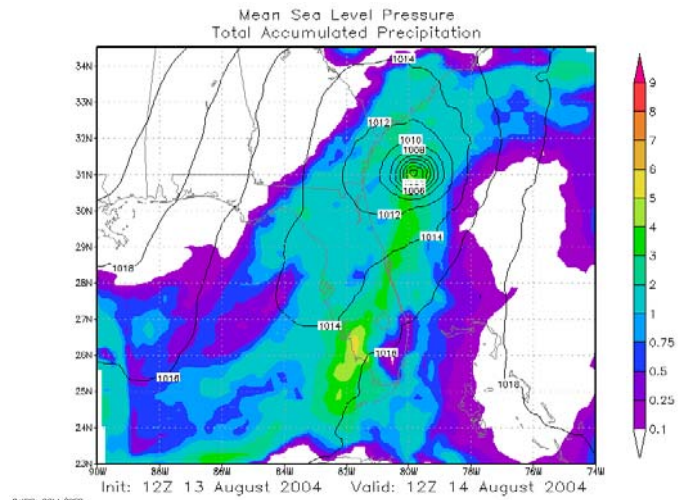 Mean Sea Level Pressure
Total Accumulated Precipitation
34N
33N
32N
31N
30N
29N
28N
27N
26N
25N
24N
23N
90W 88W 86W 84W 82W 80W 78W 76W 74W
1014
1012
1010
1008
1006
1012
1014
1018
1014
1016
1016
1018
9
8
7
6
5
4
3
2
1
0.75
0.5
0.25
0.1
Init: 12Z 13 August 2004 Valid: 12Z 14 August 2004